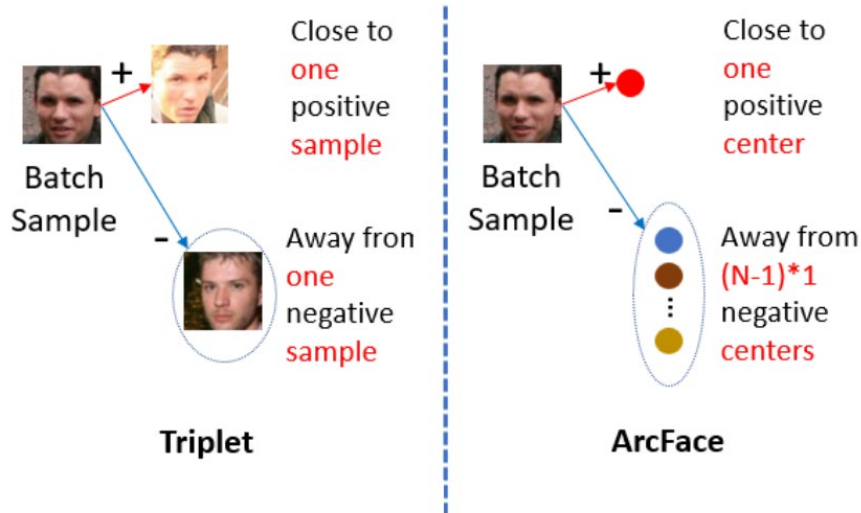 +
Close to
one
positive
sample
Batch
Sample
-
Away fron
one
negative
sample
Triplet
+
Close to
one
positive
center
Batch
Sample
-
Away from
(N-1)*1
negative
centers
ArcFace